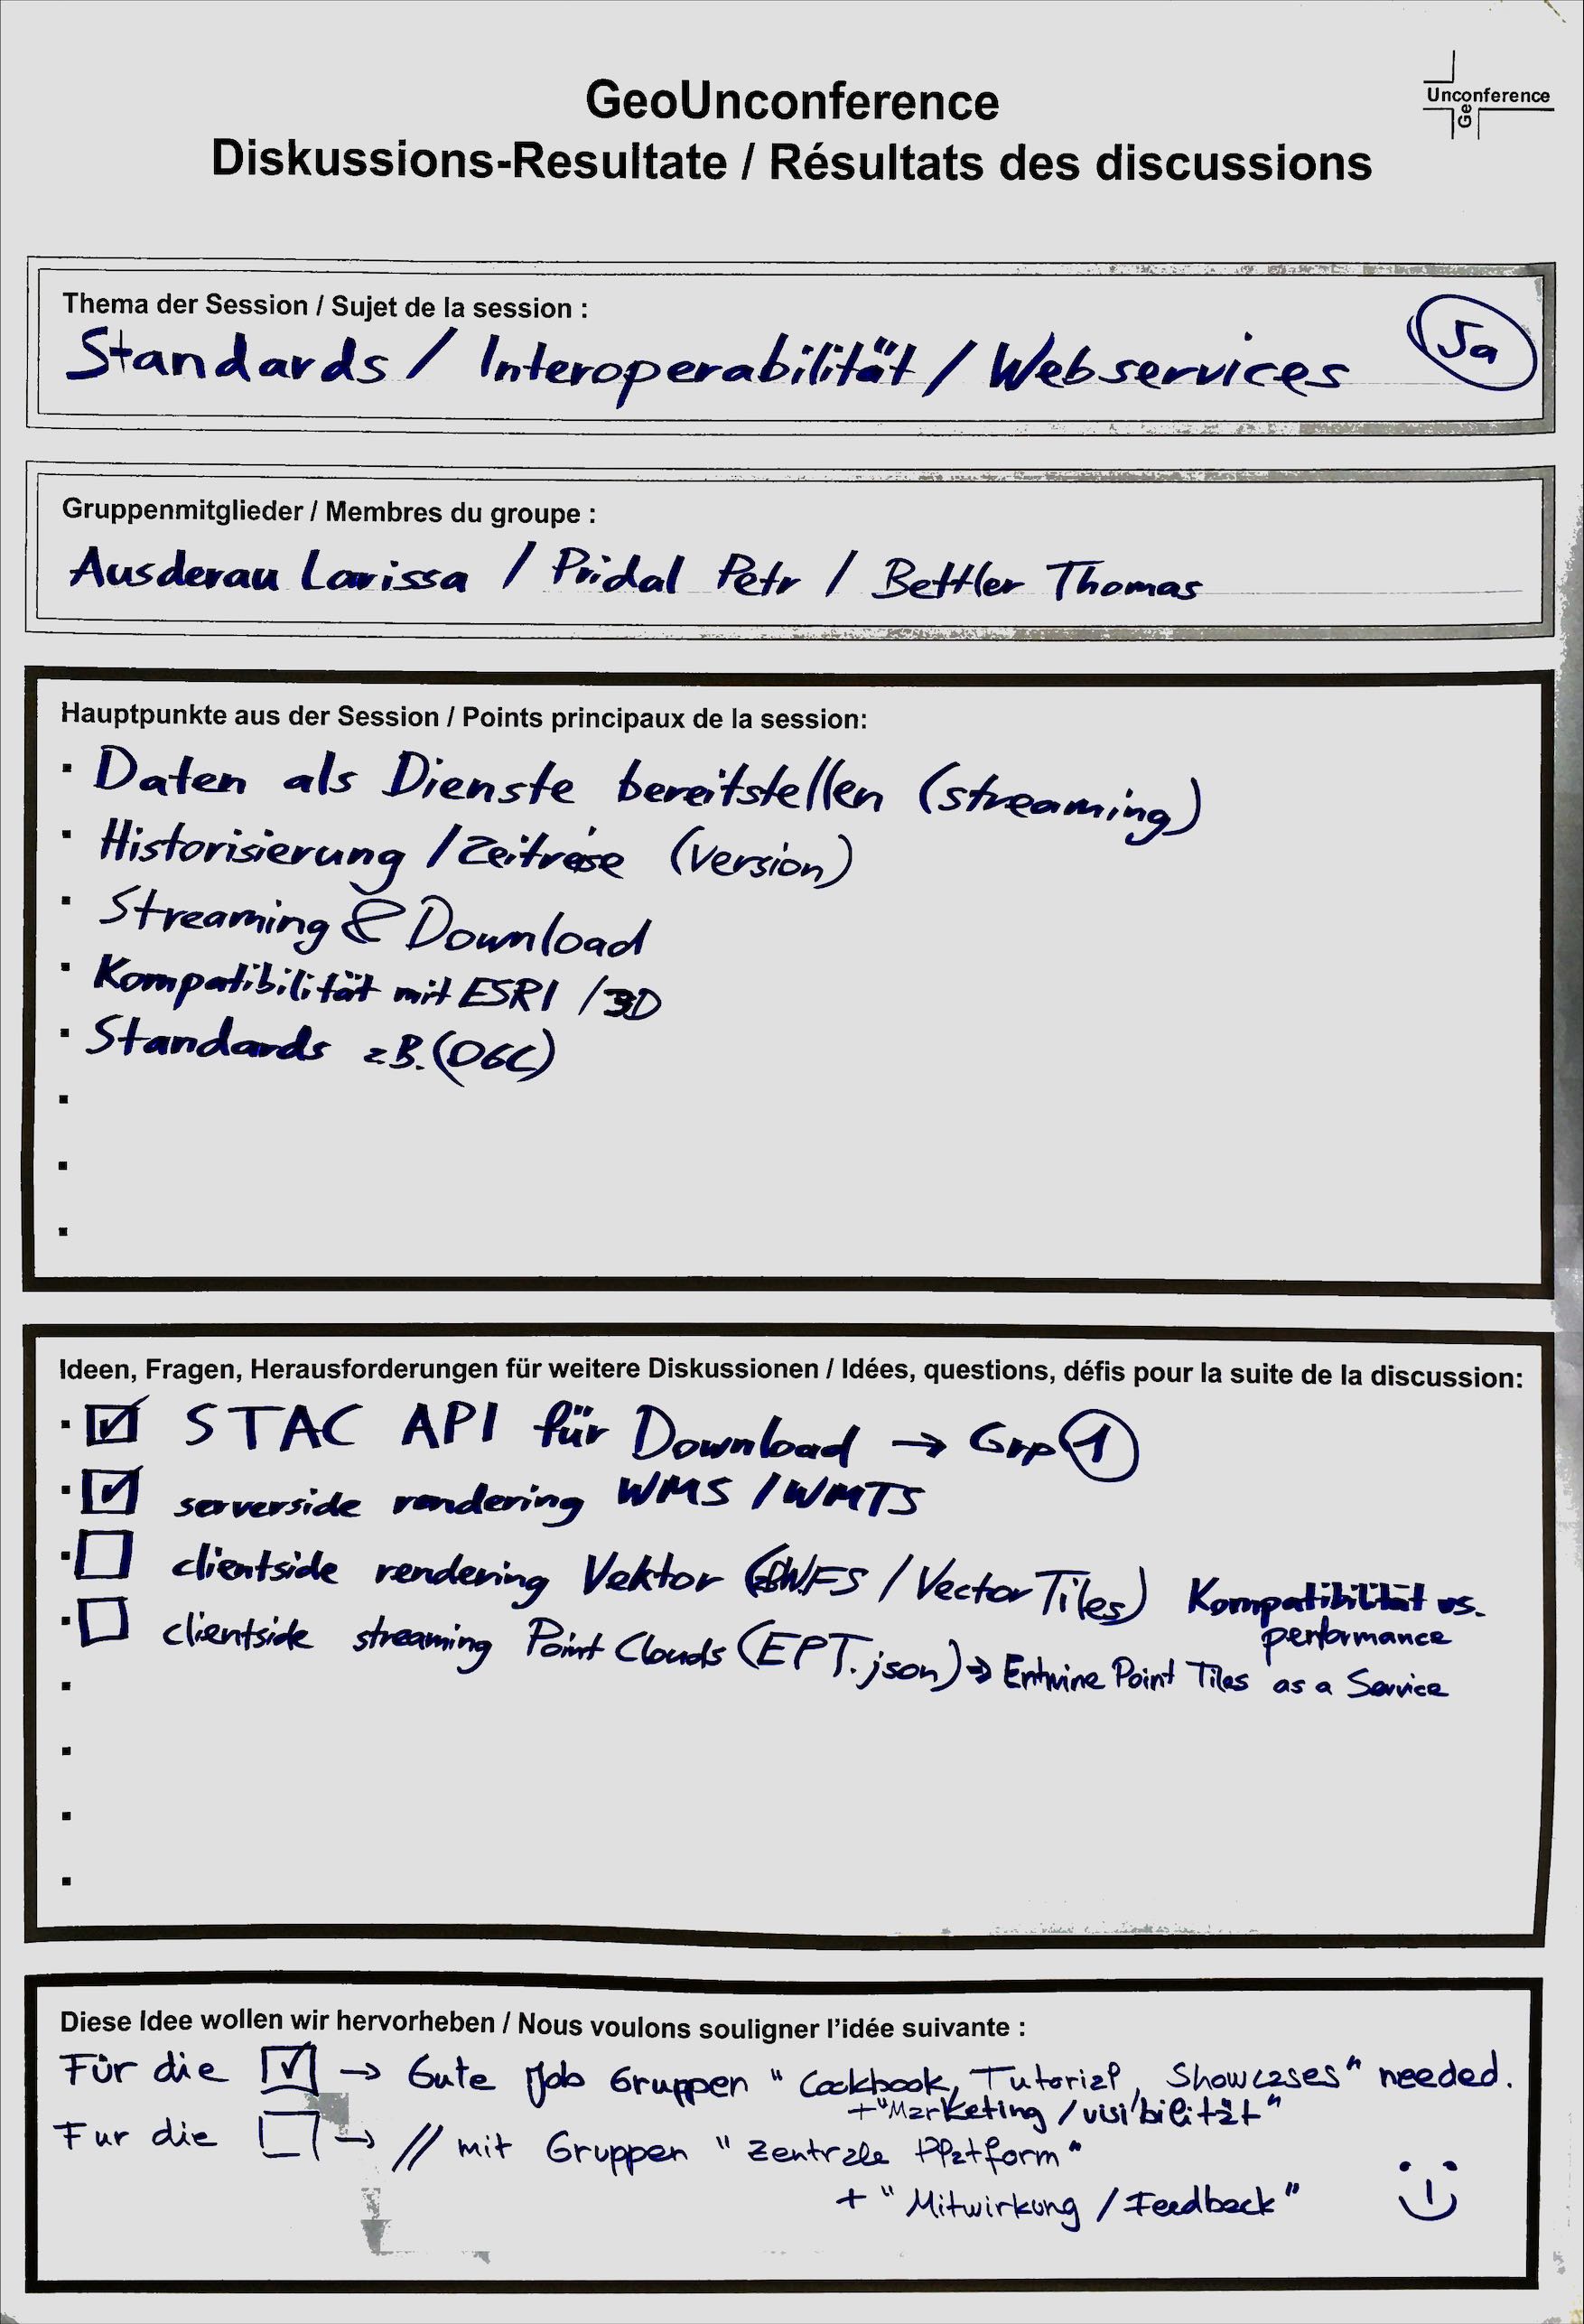 GeoUnconference
Unconference
Geo
Diskussions-Resultate / Résultats des discussions
Thema der Session / Sujet de la session :
5a
Standards / Interoperabilität / Webservices
Gruppenmitglieder / Membres du groupe :
Ausderau Larissa / Pridal Petr / Bettler Thomas
Hauptpunkte aus der Session / Points principaux de la session:
▪ Daten als Dienste bereitstellen (streaming)
▪ Historisierung / Zeitreise (Version)
▪ Streaming & Download
▪ Kompatibilität mit ESRI / 3D
▪ Standards z.B. (OGC)
▪
▪
▪
Ideen, Fragen, Herausforderungen für weitere Diskussionen / Idées, questions, défis pour la suite de la discussion:
▪ ☑ STAC API für Download → Grp 1
▪ ☑ serverside rendering WMS / WMTS
▪ ☐ clientside rendering Vektor (WFS / VectorTiles) Kompatibilität vs.
performance
▪ ☐ clientside streaming Point Clouds (EPT.json) → Entwine Point Tiles as a Service
▪
▪
▪
▪
Diese Idee wollen wir hervorheben / Nous voulons souligner l'idée suivante :
Für die ☑ → Gute Job Gruppen "Cookbook, Tutorial, Showcases" needed.
+ "Marketing / visibilität"
Fur die ☐ → // mit Gruppen "Zentrale Platform"
+ "Mitwirkung / Feedback"